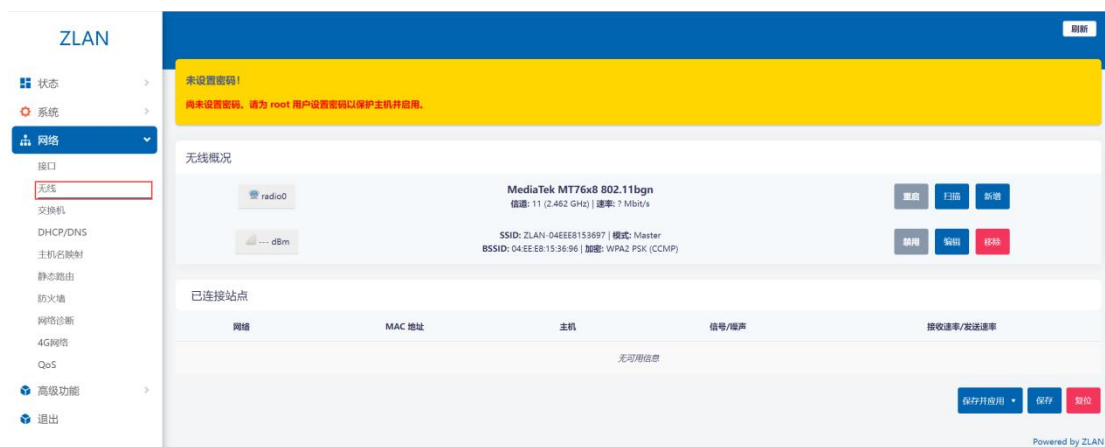 ZLAN
刷新
状态
系统
网络
接口
无线
交换机
DHCP/DNS
主机名映射
静态路由
防火墙
网络诊断
4G网络
QoS
高级功能
退出
未设置密码!
尚未设置密码。请为 root 用户设置密码以保护主机并启用。
无线概况
radio0
MediaTek MT76x8 802.11bgn
信道: 11 (2.462 GHz) | 速率: ? Mbit/s
重启 扫描 新增
--- dBm
SSID: ZLAN-04EEE8153697 | 模式: Master
BSSID: 04:EE:E8:15:36:96 | 加密: WPA2 PSK (CCMP)
禁用 编辑 移除
已连接站点
网络 MAC 地址 主机 信号/噪声 接收速率/发送速率
无可用信息
保存并应用 保存 复位
Powered by ZLAN